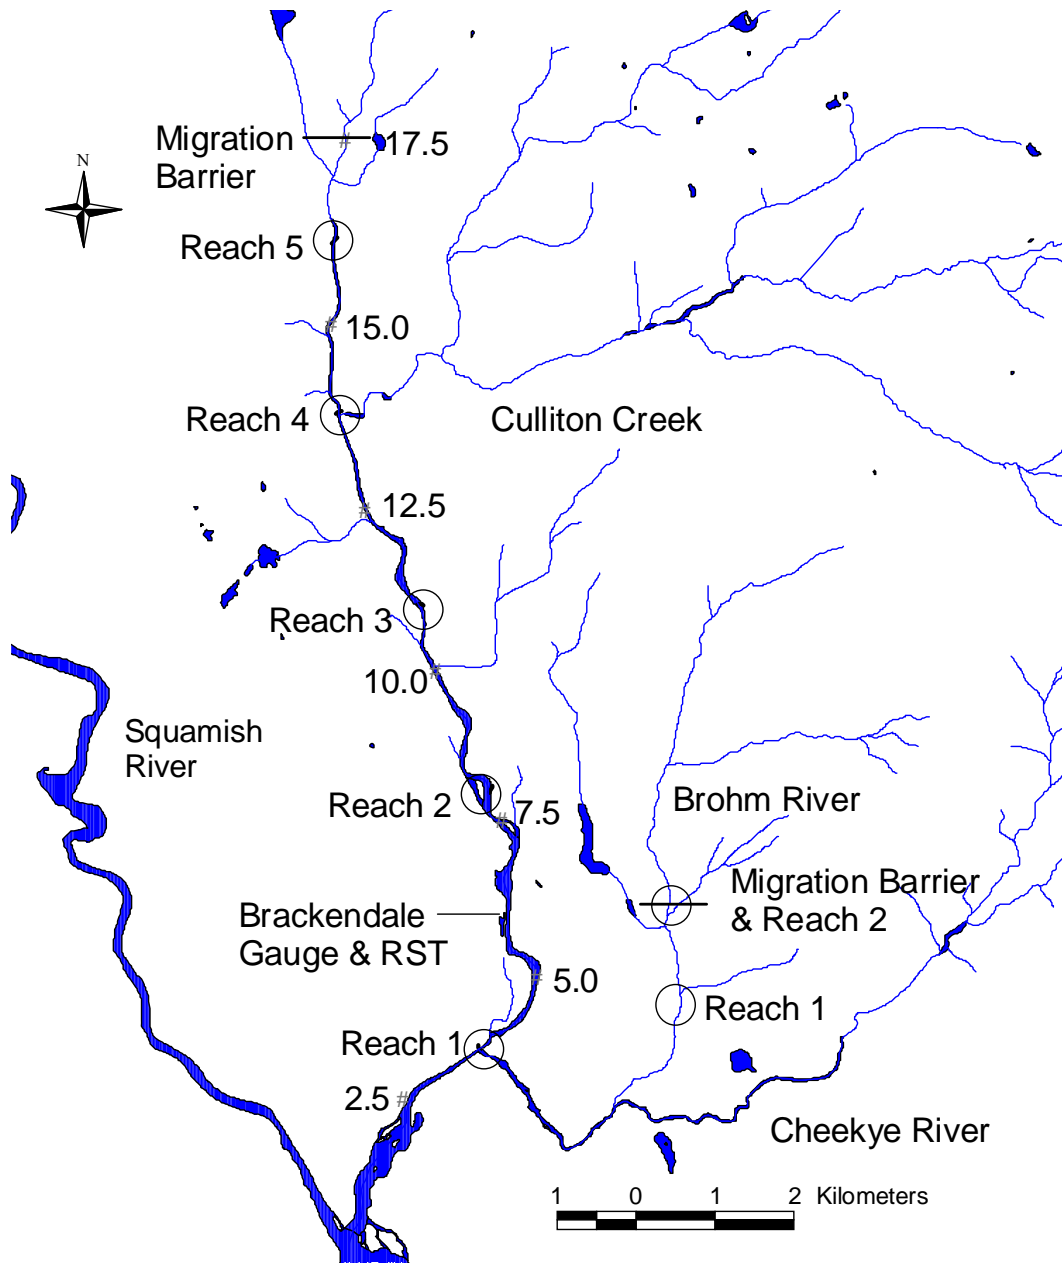 Migration
Barrier
17.5
N
Reach 5
15.0
Reach 4
Culliton Creek
12.5
Reach 3
10.0
Squamish
River
Reach 2
7.5
Brohm River
Migration Barrier
& Reach 2
Brackendale
Gauge & RST
5.0
Reach 1
Reach 1
2.5
Cheekye River
1 0 1 2 Kilometers